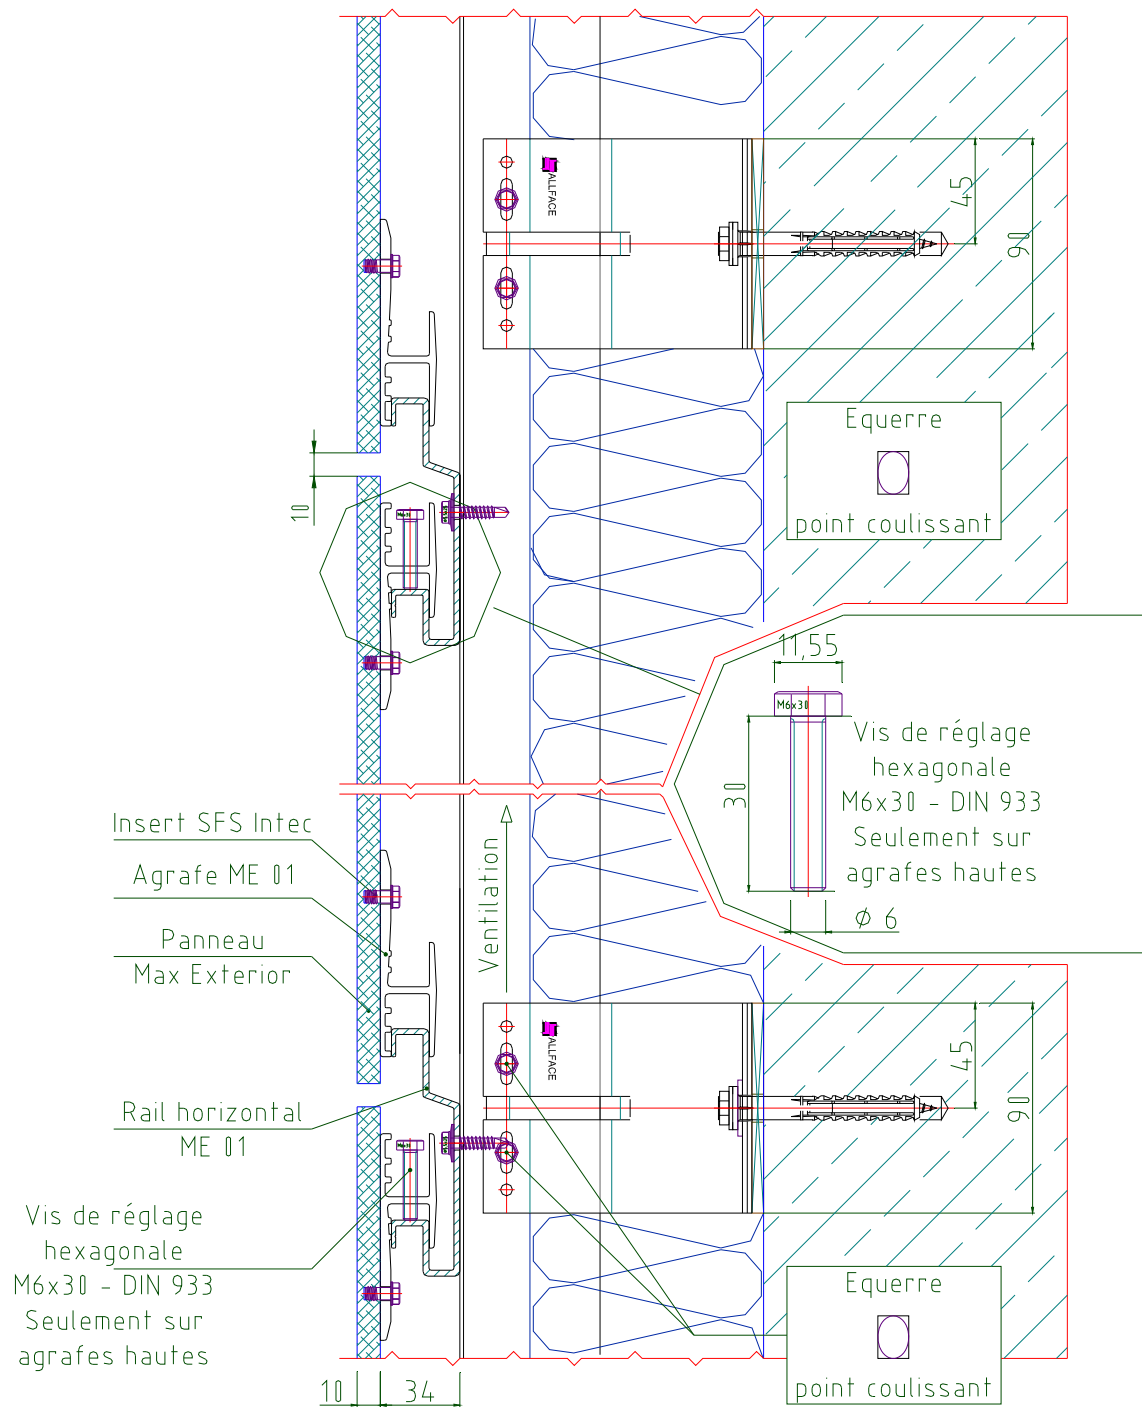 ALLFACE
45
90
Equerre
point coulissant
10
M6x30
11,55
M6x30
30
Ø 6
Vis de réglage
hexagonale
M6x30 - DIN 933
Seulement sur
agrafes hautes
Insert SFS Intec
Agrafe ME 01
Panneau
Max Exterior
Ventilation
ALLFACE
45
90
Rail horizontal
ME 01
M6x30
Vis de réglage
hexagonale
M6x30 - DIN 933
Seulement sur
agrafes hautes
Equerre
point coulissant
10
34